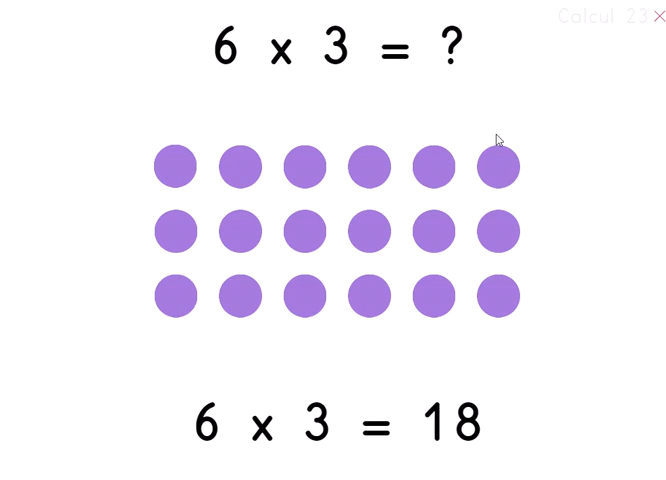 Calcul 23
6 x 3 = ?
6 x 3 = 18